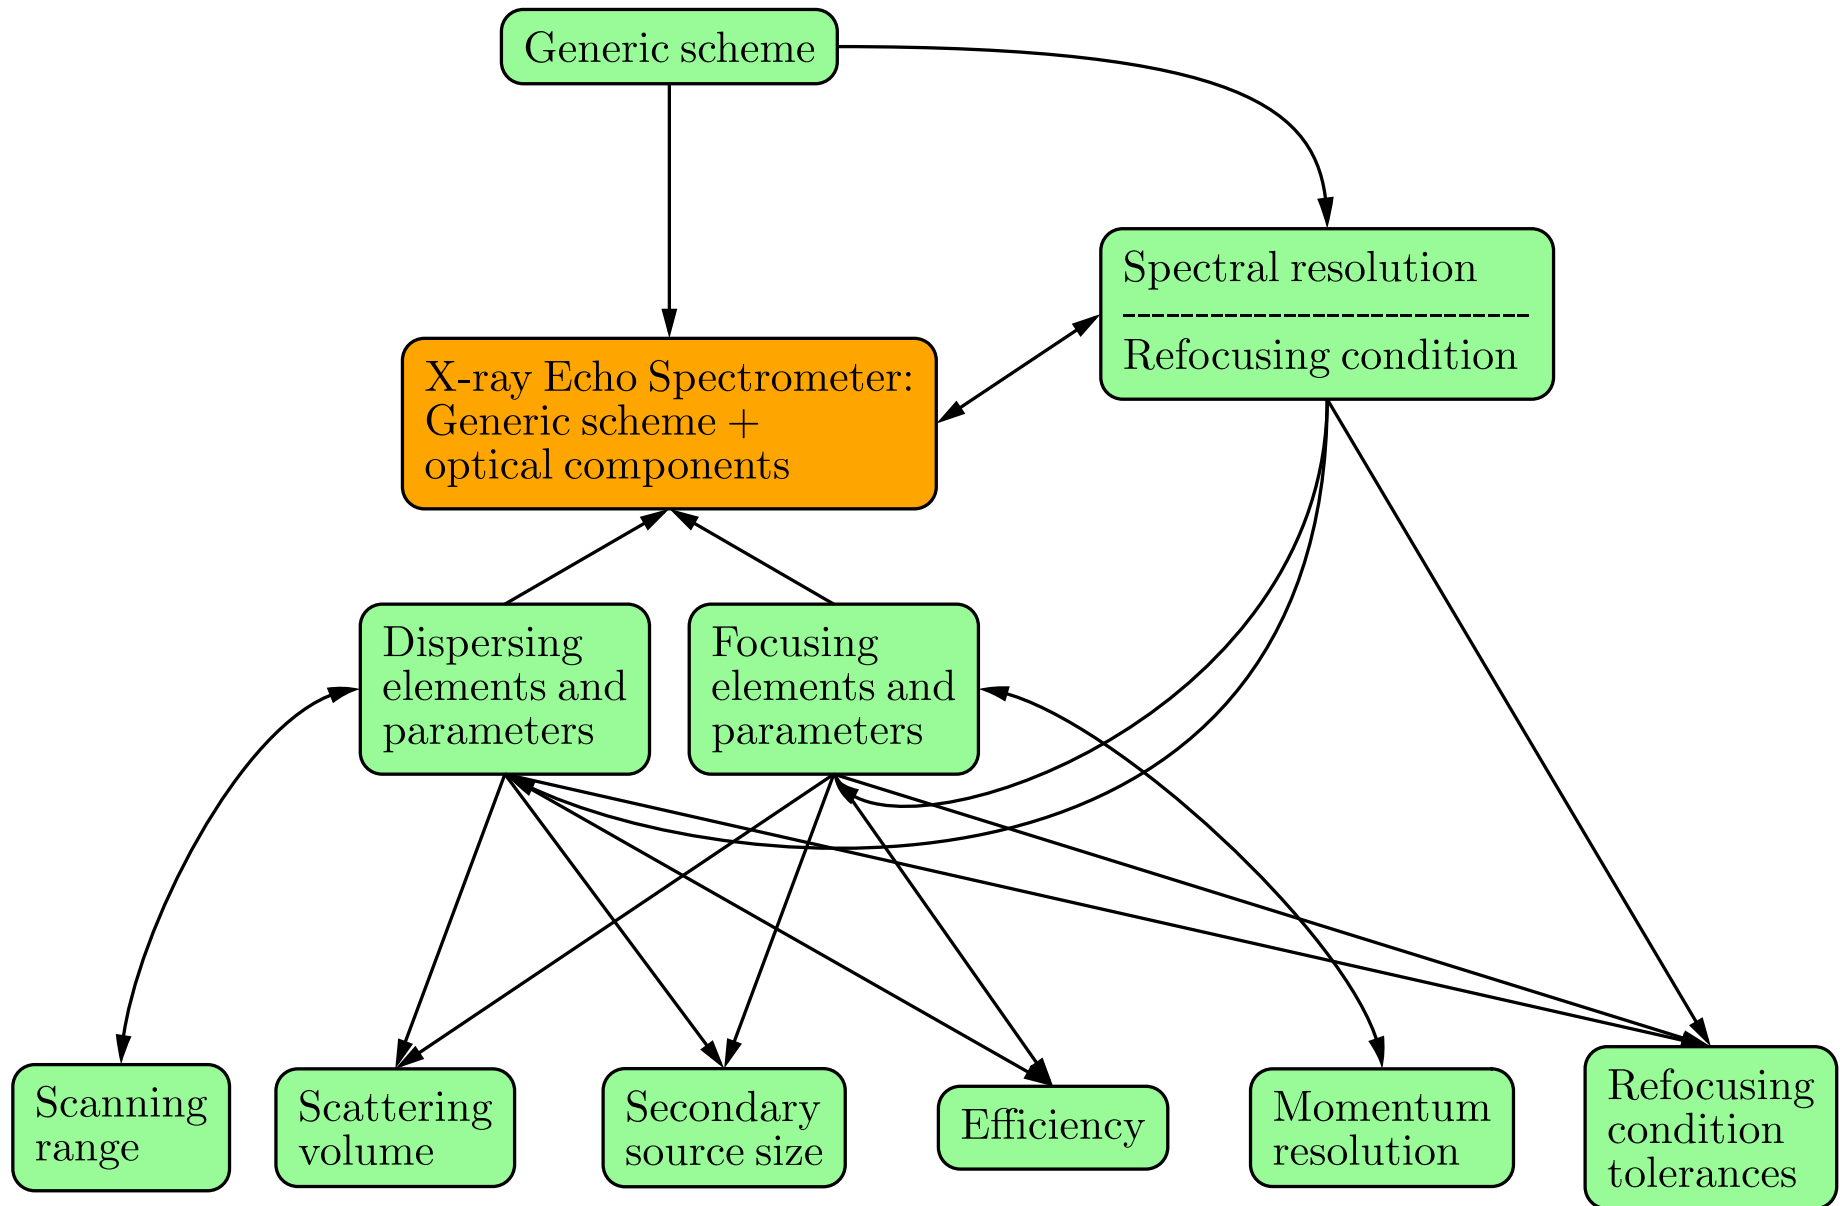 Generic scheme
Spectral resolution
----------------------------
Refocusing condition
X-ray Echo Spectrometer:
Generic scheme +
optical components
Dispersing
elements and
parameters
Focusing
elements and
parameters
Scanning
range
Scattering
volume
Secondary
source size
Efficiency
Momentum
resolution
Refocusing
condition
tolerances